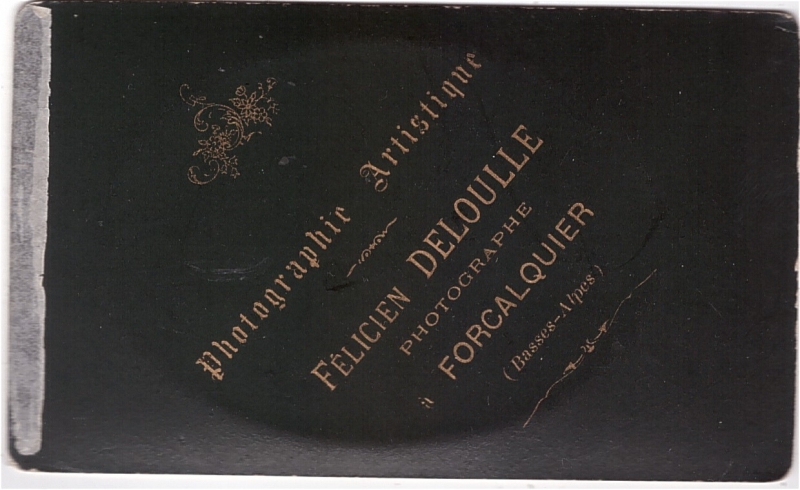 Photographie Artistique
FÉLICIEN DELOULLE
PHOTOGRAPHE
à FORCALQUIER
(Basses-Alpes)